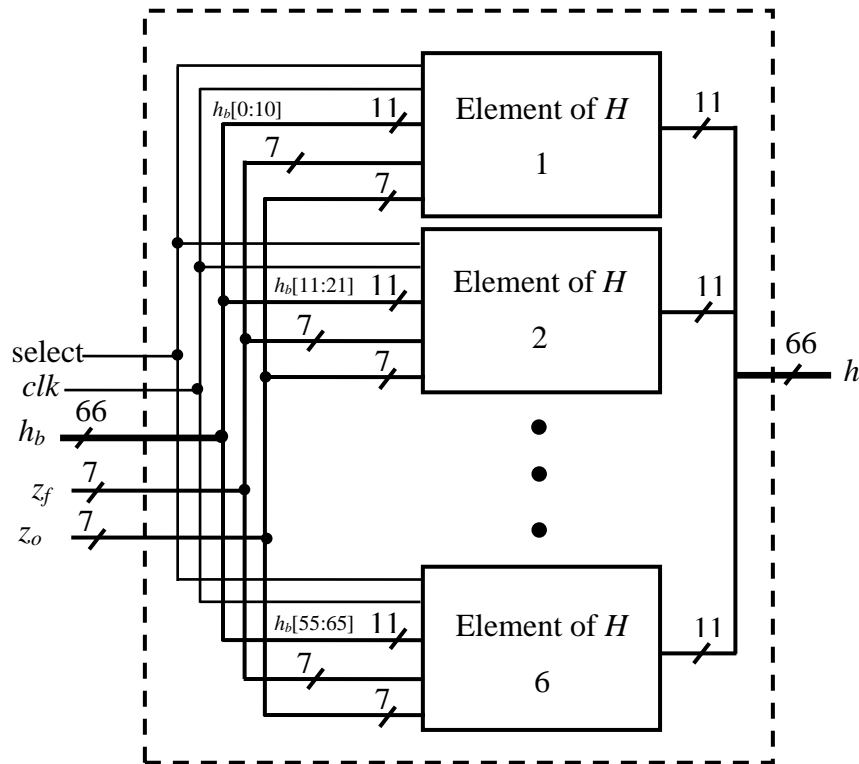 h_b[0:10] 11
7
7
Element of H
1
11
h_b[11:21] 11
7
7
Element of H
2
11
select
clk
66
h_b
7
z_f
7
z_o
66
h
h_b[55:65] 11
7
7
Element of H
6
11